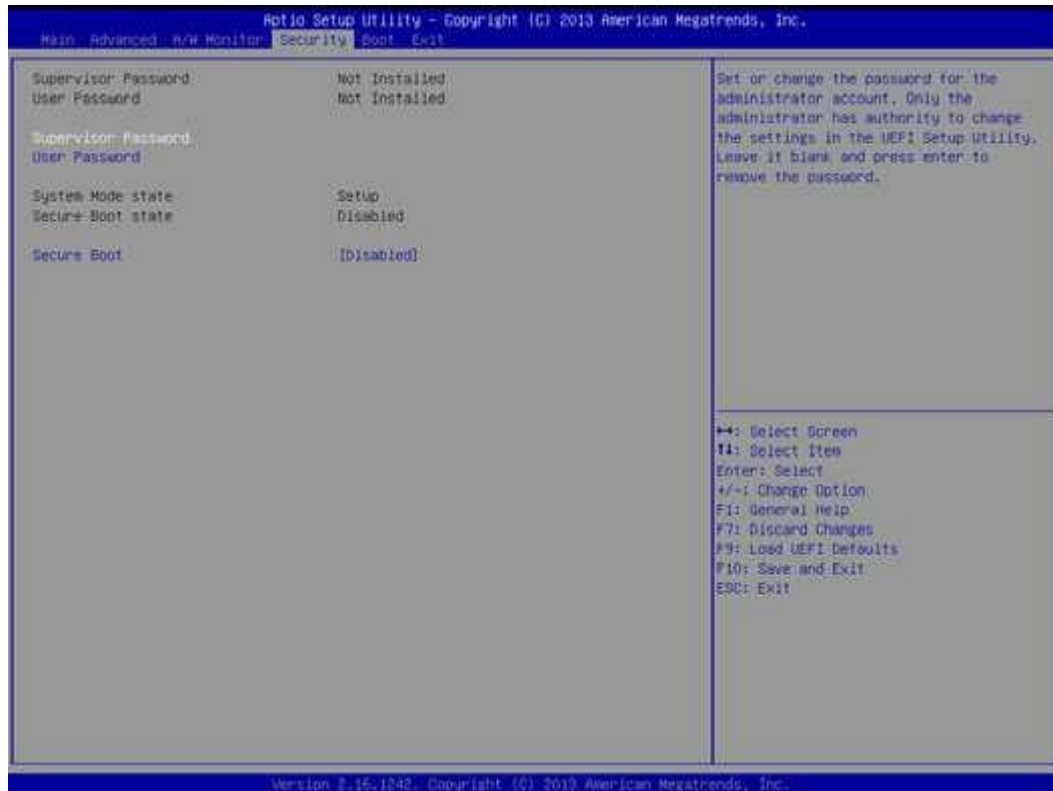 Aptio Setup Utility - Copyright (C) 2013 American Megatrends, Inc.
Main Advanced H/W Monitor Security Boot Exit
Supervisor Password Not Installed
User Password Not Installed
Supervisor Password
User Password
System Mode state Setup
Secure Boot state Disabled
Secure Boot [Disabled]
Set or change the password for the
administrator account. Only the
administrator has authority to change
the settings in the UEFI Setup Utility.
Leave it blank and press enter to
remove the password.
↔: Select Screen
↑↓: Select Item
Enter: Select
+/-: Change Option
F1: General Help
F7: Discard Changes
F9: Load UEFI Defaults
F10: Save and Exit
ESC: Exit
Version 2.16.1242. Copyright (C) 2013 American Megatrends, Inc.